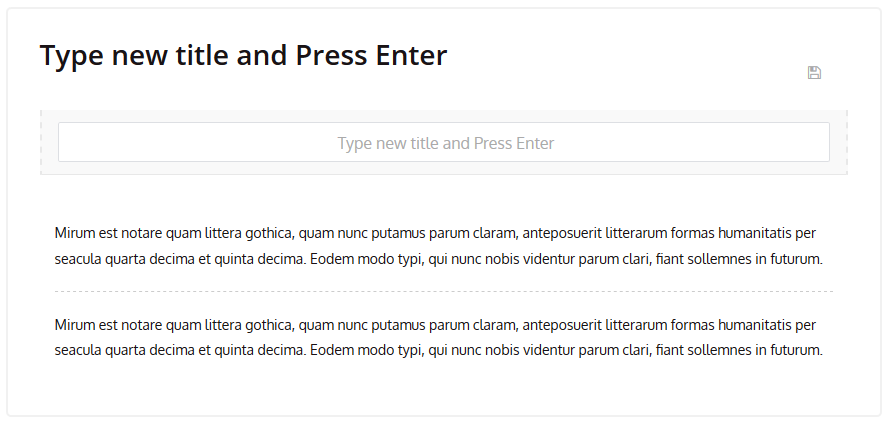 Type new title and Press Enter
Type new title and Press Enter
Mirum est notare quam littera gothica, quam nunc putamus parum claram, anteposuerit litterarum formas humanitatis per
seacula quarta decima et quinta decima. Eodem modo typi, qui nunc nobis videntur parum clari, fiant sollemnes in futurum.
Mirum est notare quam littera gothica, quam nunc putamus parum claram, anteposuerit litterarum formas humanitatis per
seacula quarta decima et quinta decima. Eodem modo typi, qui nunc nobis videntur parum clari, fiant sollemnes in futurum.